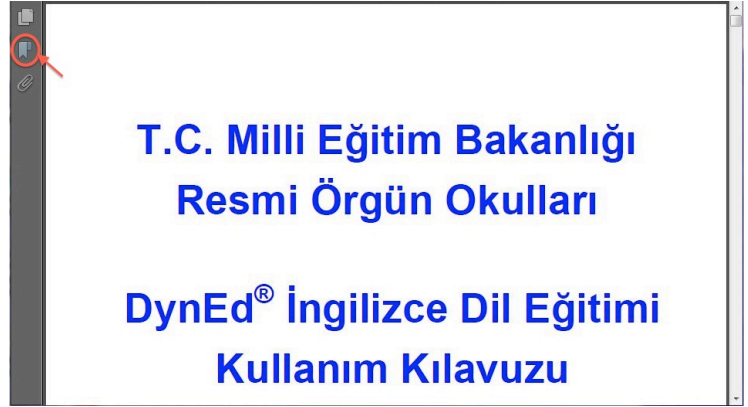 T.C. Milli Eğitim Bakanlığı
Resmi Örgün Okulları
DynEd® İngilizce Dil Eğitimi
Kullanım Kılavuzu